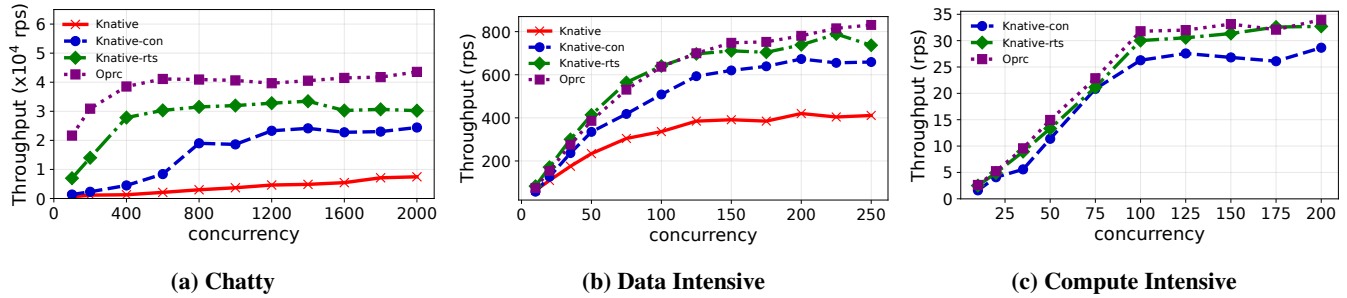 Throughput (x10⁴ rps)
6
5
4
3
2
1
0
Knative
Knative-con
Knative-rts
Oprc
0 400 800 1200 1600 2000
concurrency
(a) Chatty
Throughput (rps)
800
600
400
200
Knative
Knative-con
Knative-rts
Oprc
0 50 100 150 200 250
concurrency
(b) Data Intensive
Throughput (rps)
35
30
25
20
15
10
5
0
Knative-con
Knative-rts
Oprc
25 50 75 100 125 150 175 200
concurrency
(c) Compute Intensive